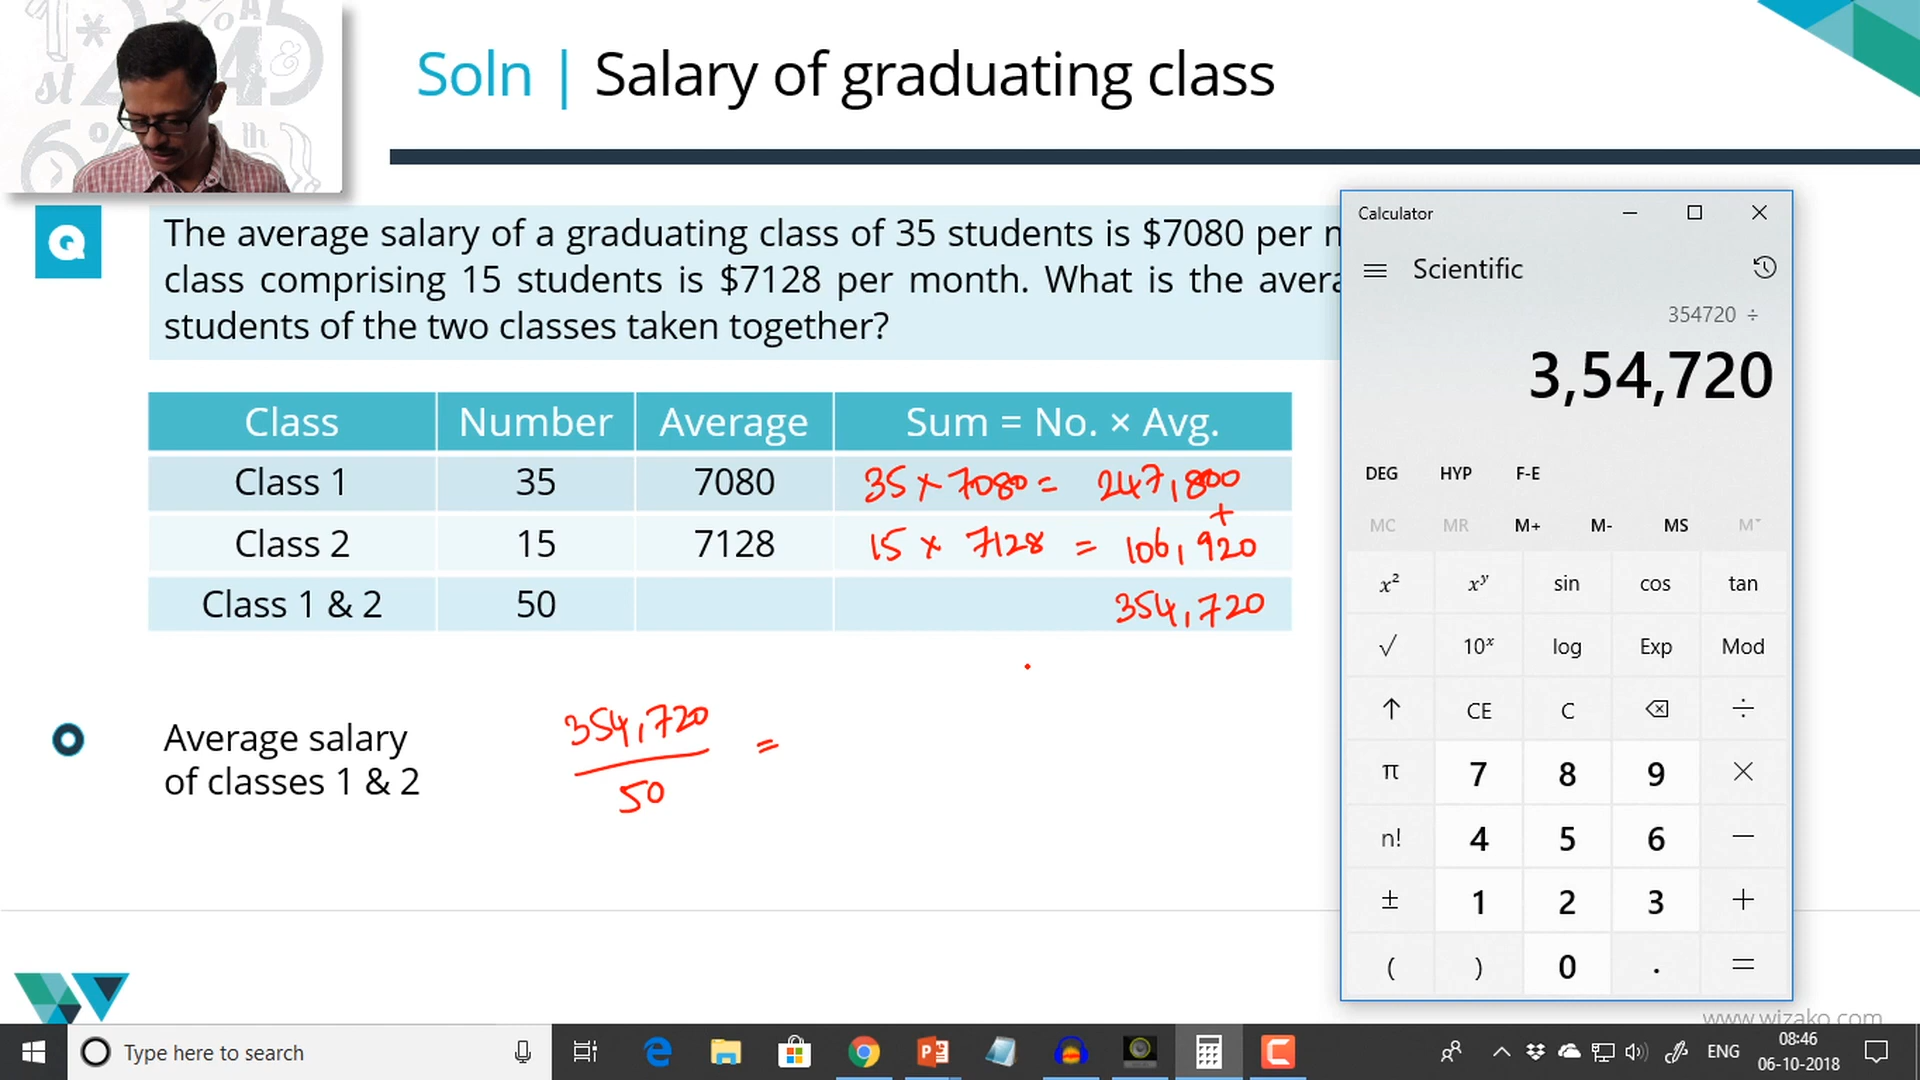 Soln | Salary of graduating class
Q
The average salary of a graduating class of 35 students is $7080 per
class comprising 15 students is $7128 per month. What is the
students of the two classes taken together?
Class Number Average Sum = No. × Avg.
Class 1 35 7080 35 × 7080 = 247,800
+
Class 2 15 7128 15 × 7128 = 106,920
Class 1 & 2 50 354,720
Average salary
of classes 1 & 2
354,720
50
=
Calculator
Scientific
354720 ÷
3,54,720
DEG HYP F-E
MC MR M+ M- MS M˅
x² xʸ sin cos tan
√ 10ˣ log Exp Mod
↑ CE C ÷
π 7 8 9 ×
n! 4 5 6 −
± 1 2 3 +
( ) 0 . =
www.wizako.com
Type here to search
ENG
08:46
06-10-2018